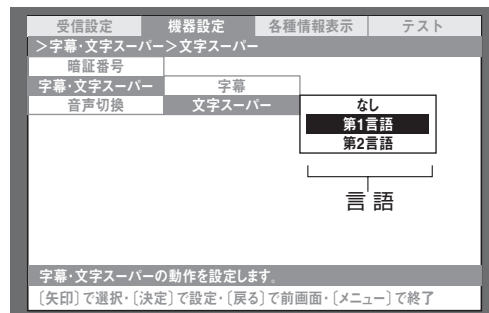 受信設定 機器設定 各種情報表示 テスト
>字幕・文字スーパー>文字スーパー
暗証番号
字幕・文字スーパー 字幕
音声切換 文字スーパー
なし
第1言語
第2言語
言語
字幕・文字スーパーの動作を設定します。
〔矢印〕で選択・〔決定〕で設定・〔戻る〕で前画面・〔メニュー〕で終了